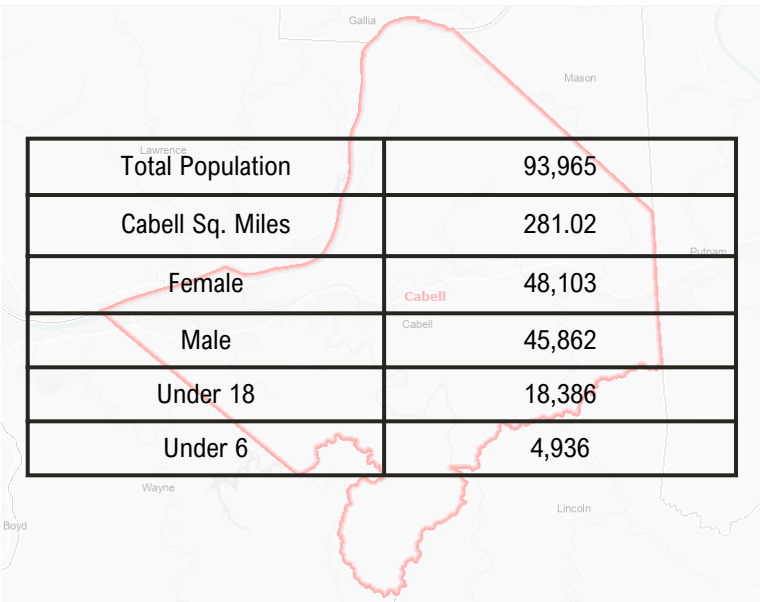 Gallia
Mason
Lawrence
Total Population 93,965
Cabell Sq. Miles 281.02
Putnam
Female 48,103
Cabell
Cabell
Male 45,862
Under 18 18,386
Under 6 4,936
Wayne
Lincoln
Boyd